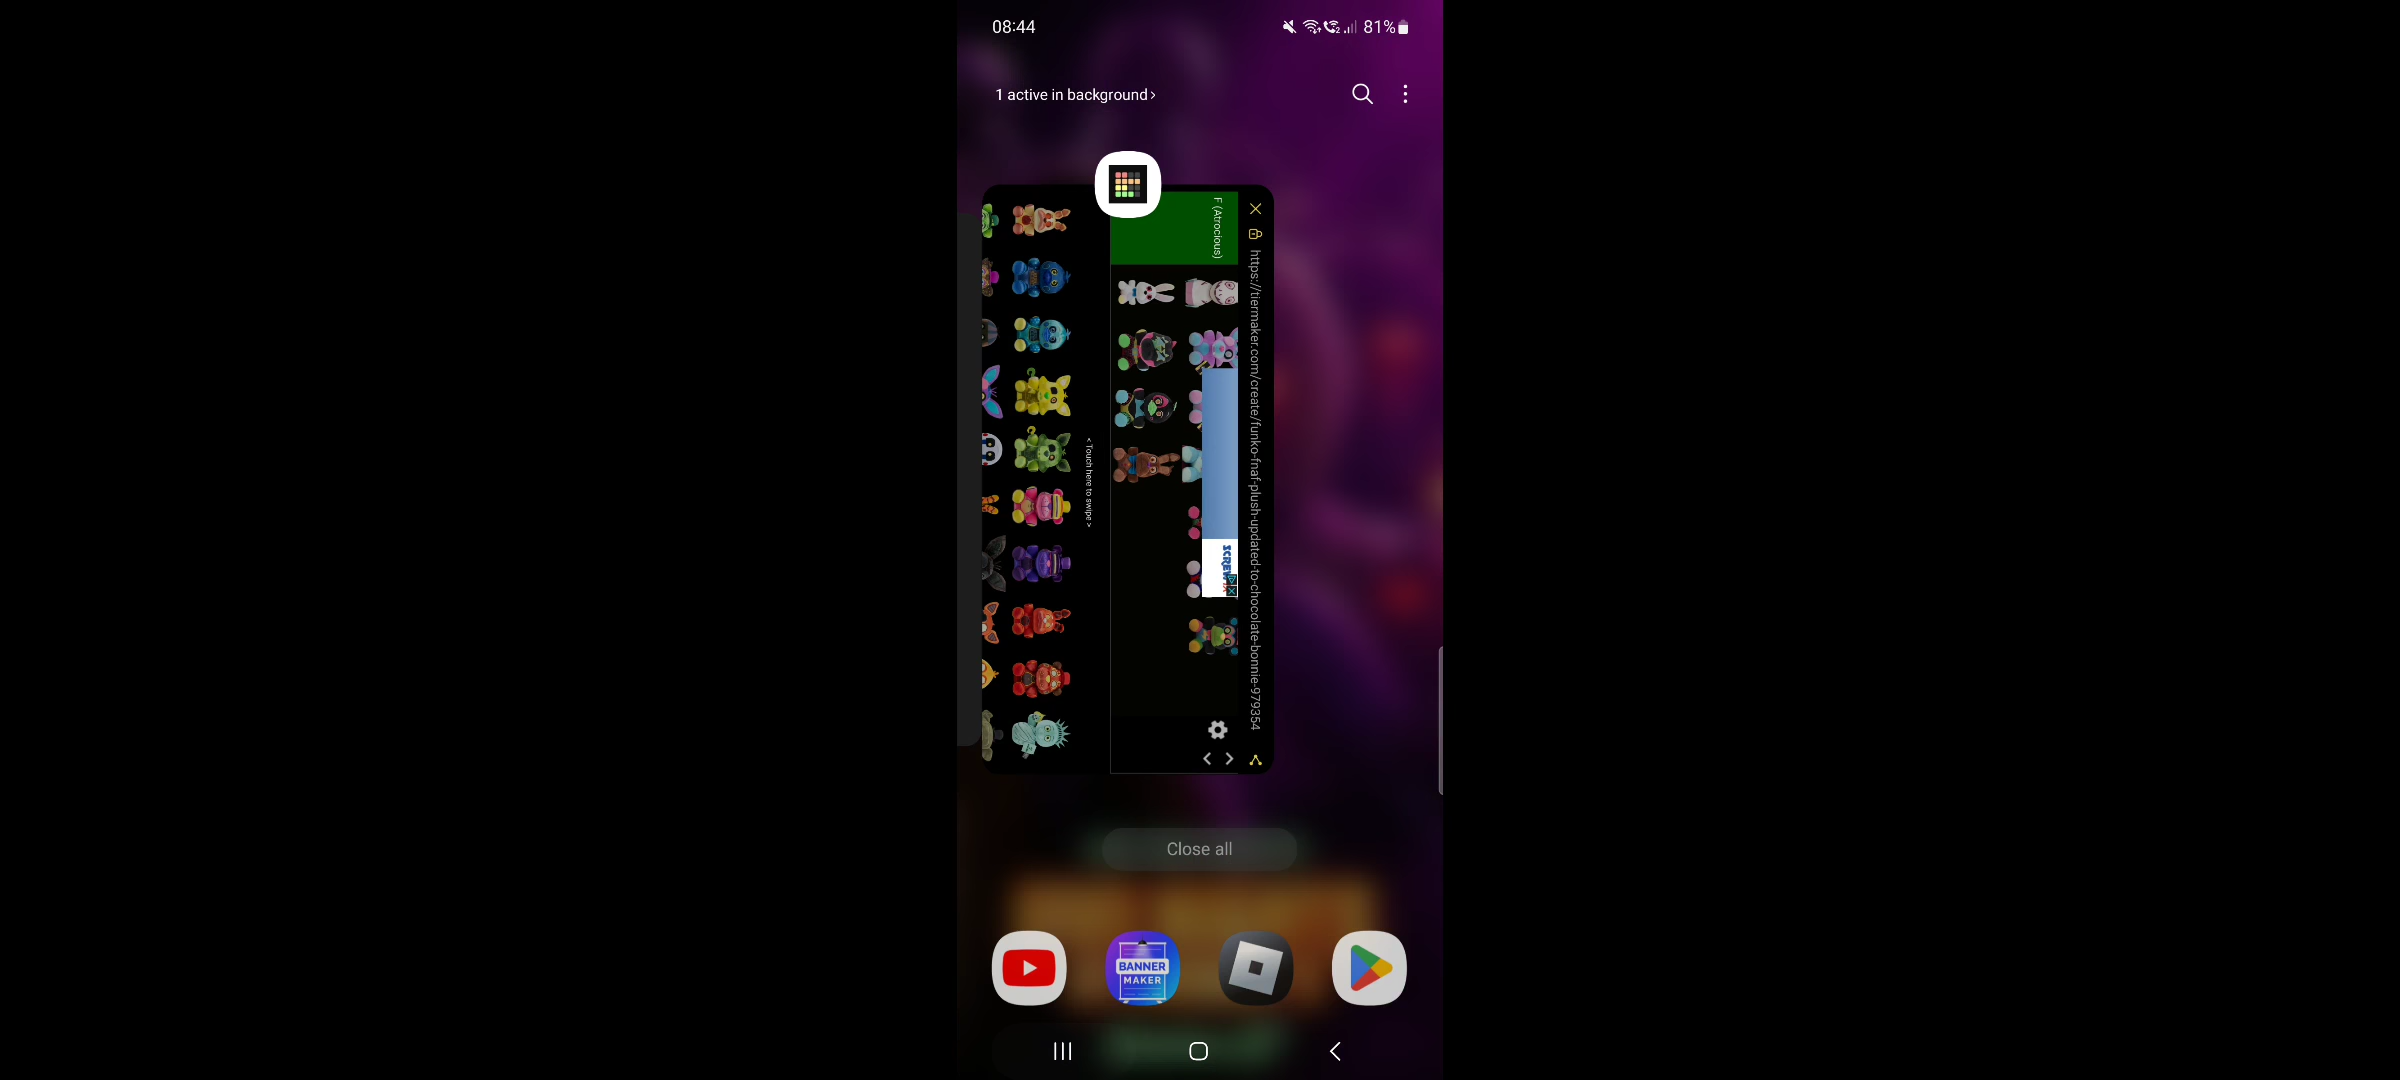 08:44
81%
1 active in background >
F (Atrocious)
https://tiermaker.com/create/funko-fnaf-plush-updated-to-chocolate-bonnie-979354
< Touch here to swipe >
Close all
BANNER
MAKER